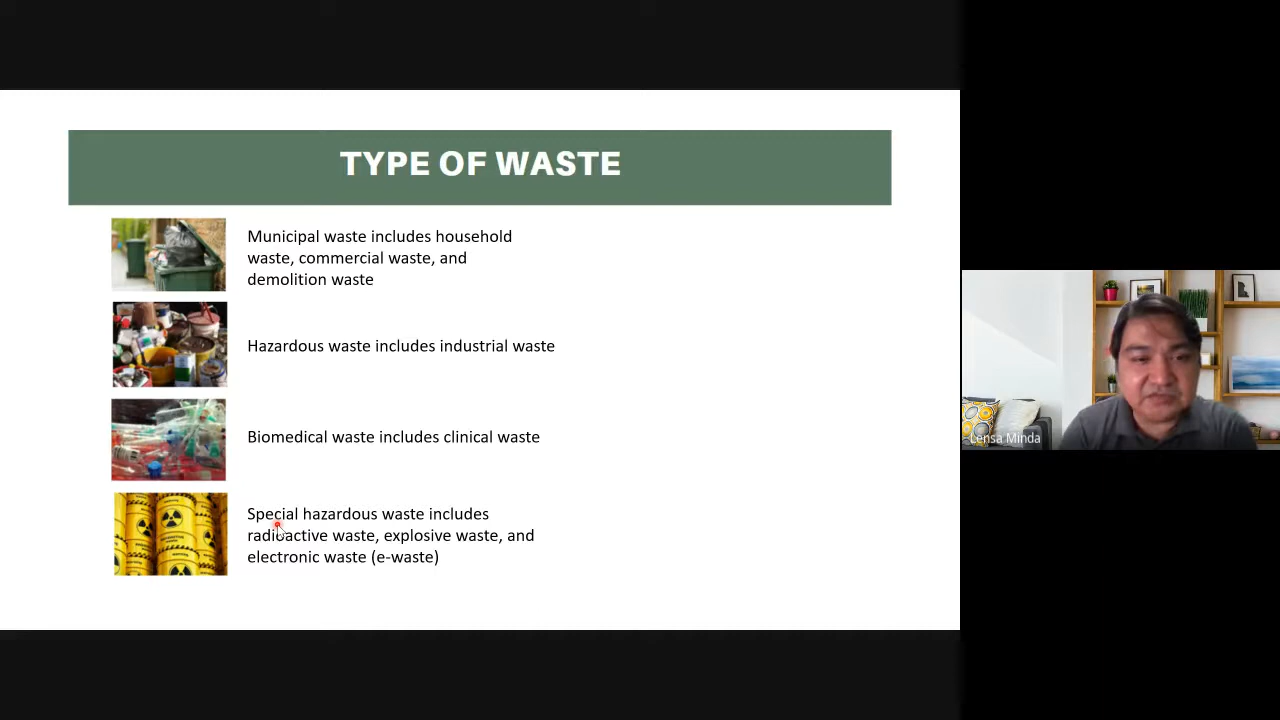 TYPE OF WASTE
Municipal waste includes household
waste, commercial waste, and
demolition waste
Hazardous waste includes industrial waste
Biomedical waste includes clinical waste
Special hazardous waste includes
radioactive waste, explosive waste, and
electronic waste (e-waste)
Lensa Minda